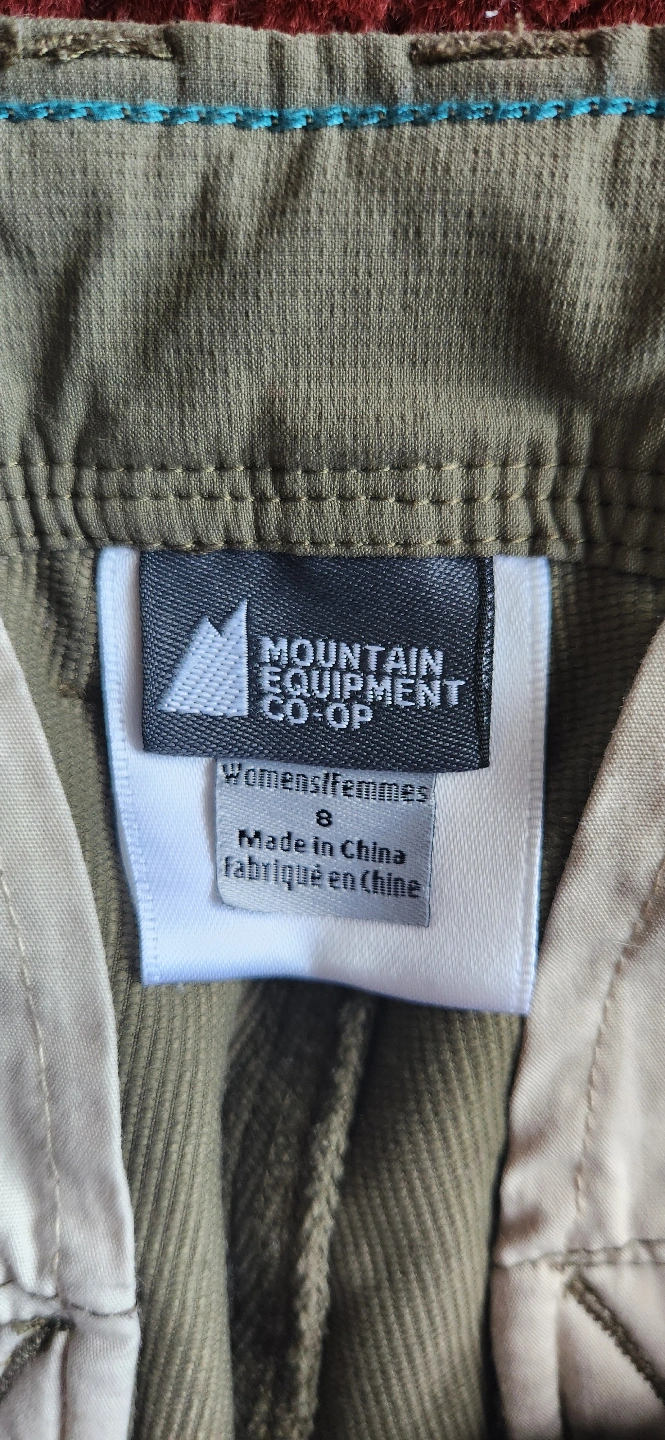 MOUNTAIN
EQUIPMENT
CO-OP
Womens/Femmes
8
Made in China
Fabriqué en Chine